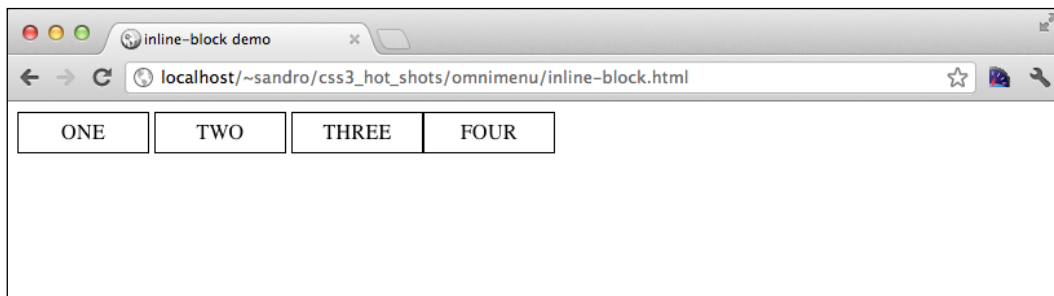 inline-block demo
localhost/~sandro/css3_hot_shots/omnimenu/inline-block.html
ONE TWO THREE FOUR